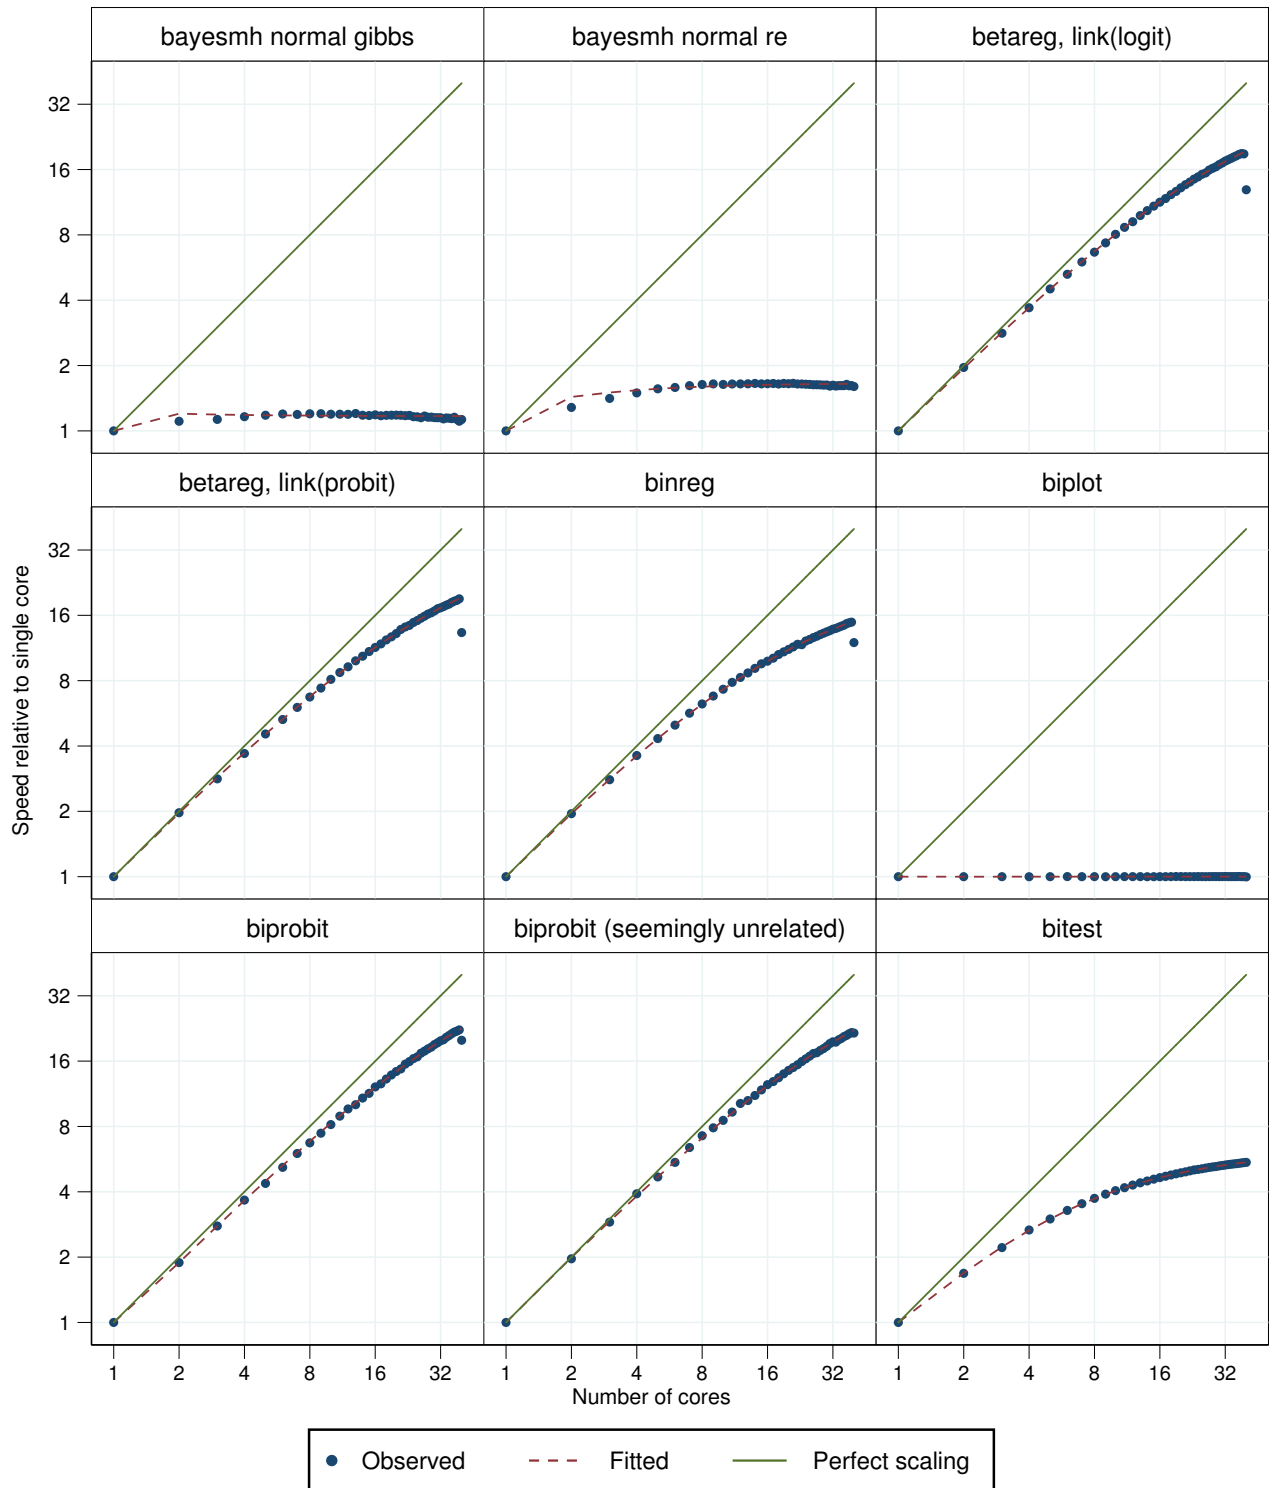 bayesmh normal gibbs
bayesmh normal re
betareg, link(logit)
32
16
8
4
2
1
betareg, link(probit)
binreg
biplot
32
16
8
4
2
1
Speed relative to single core
biprobit
biprobit (seemingly unrelated)
bitest
32
16
8
4
2
1
1 2 4 8 16 32
1 2 4 8 16 32
1 2 4 8 16 32
Number of cores
Observed
Fitted
Perfect scaling